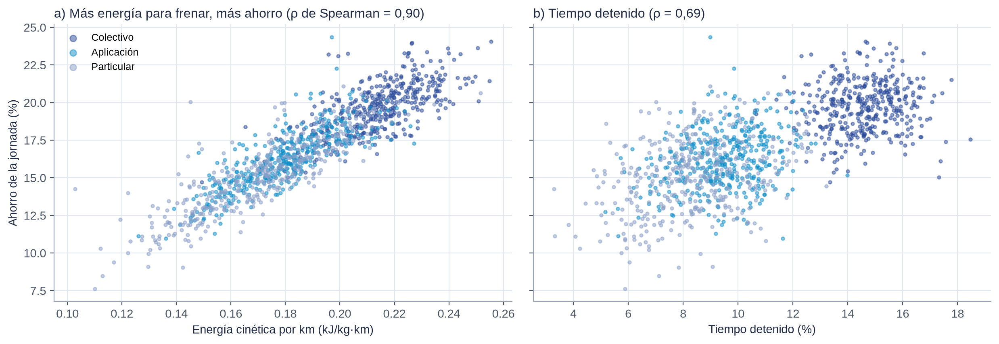 a) Más energía para frenar, más ahorro (ρ de Spearman = 0,90)
Colectivo
Aplicación
Particular
Ahorro de la jornada (%)
25.0
22.5
20.0
17.5
15.0
12.5
10.0
7.5
0.10 0.12 0.14 0.16 0.18 0.20 0.22 0.24 0.26
Energía cinética por km (kJ/kg·km)
b) Tiempo detenido (ρ = 0,69)
4 6 8 10 12 14 16 18
Tiempo detenido (%)